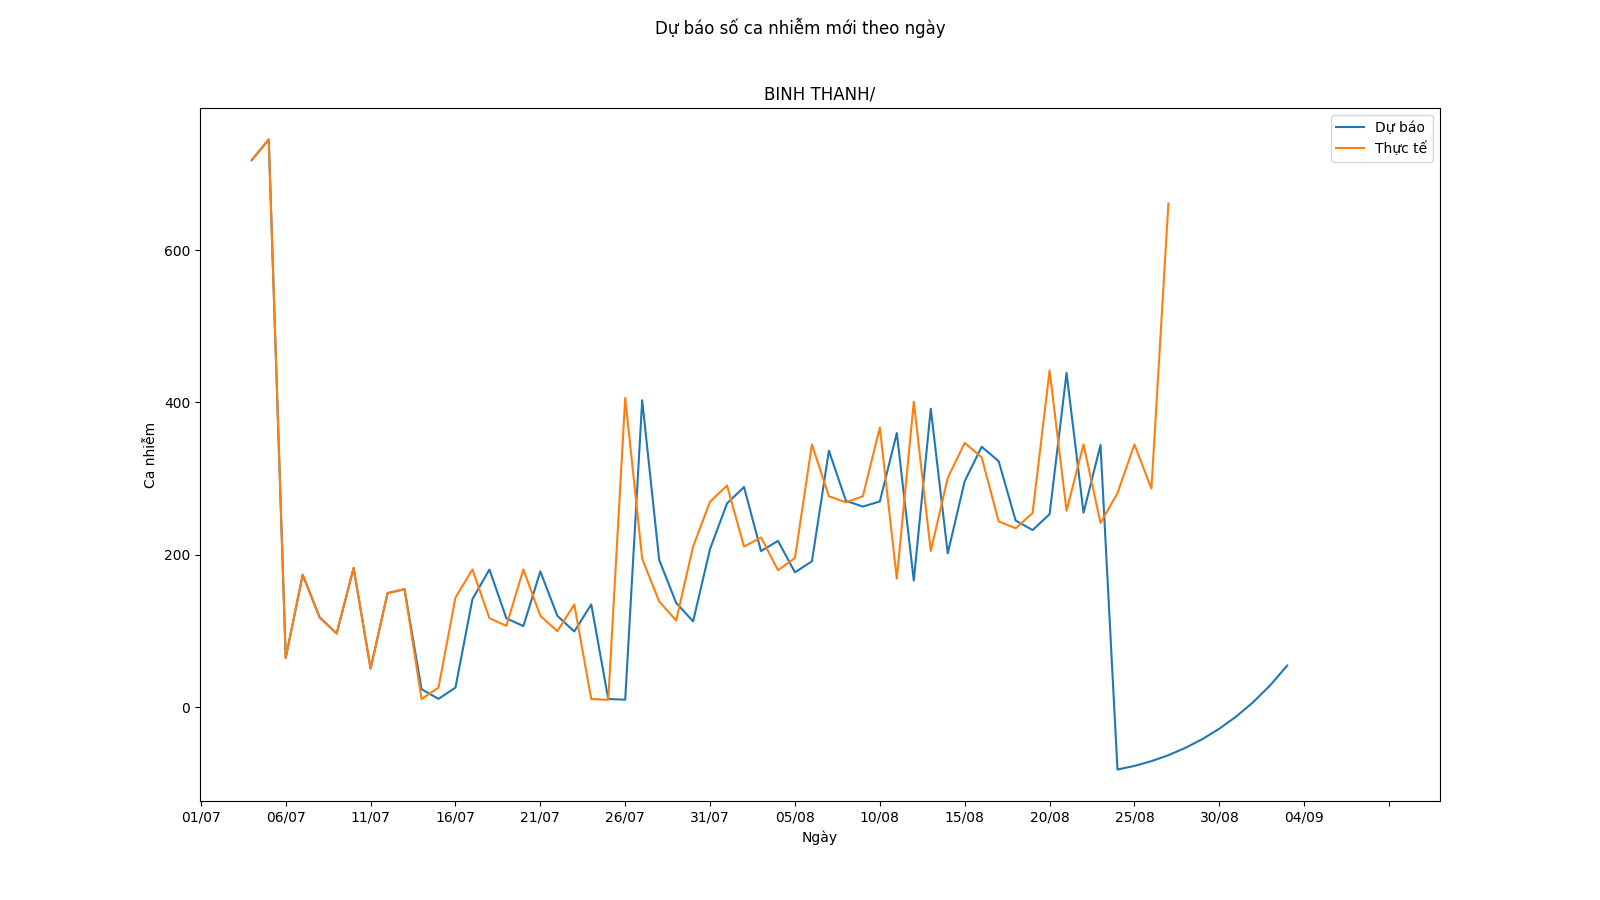 Dự báo số ca nhiễm mới theo ngày
BINH THANH/
Dự báo
Thực tế
600
400
200
0
Ca nhiễm
01/07 06/07 11/07 16/07 21/07 26/07 31/07 05/08 10/08 15/08 20/08 25/08 30/08 04/09
Ngày